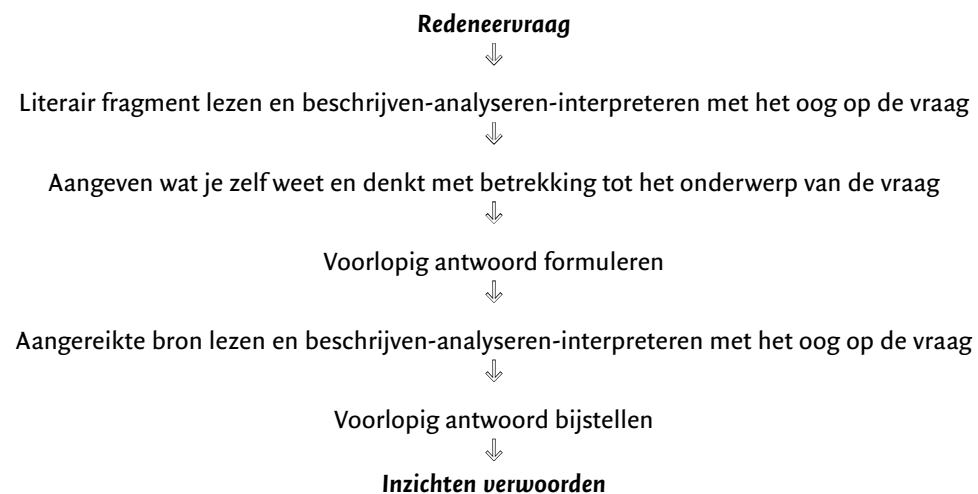 Redeneervraag
⇓
Literair fragment lezen en beschrijven-analyseren-interpreteren met het oog op de vraag
⇓
Aangeven wat je zelf weet en denkt met betrekking tot het onderwerp van de vraag
⇓
Voorlopig antwoord formuleren
⇓
Aangereikte bron lezen en beschrijven-analyseren-interpreteren met het oog op de vraag
⇓
Voorlopig antwoord bijstellen
⇓
Inzichten verwoorden